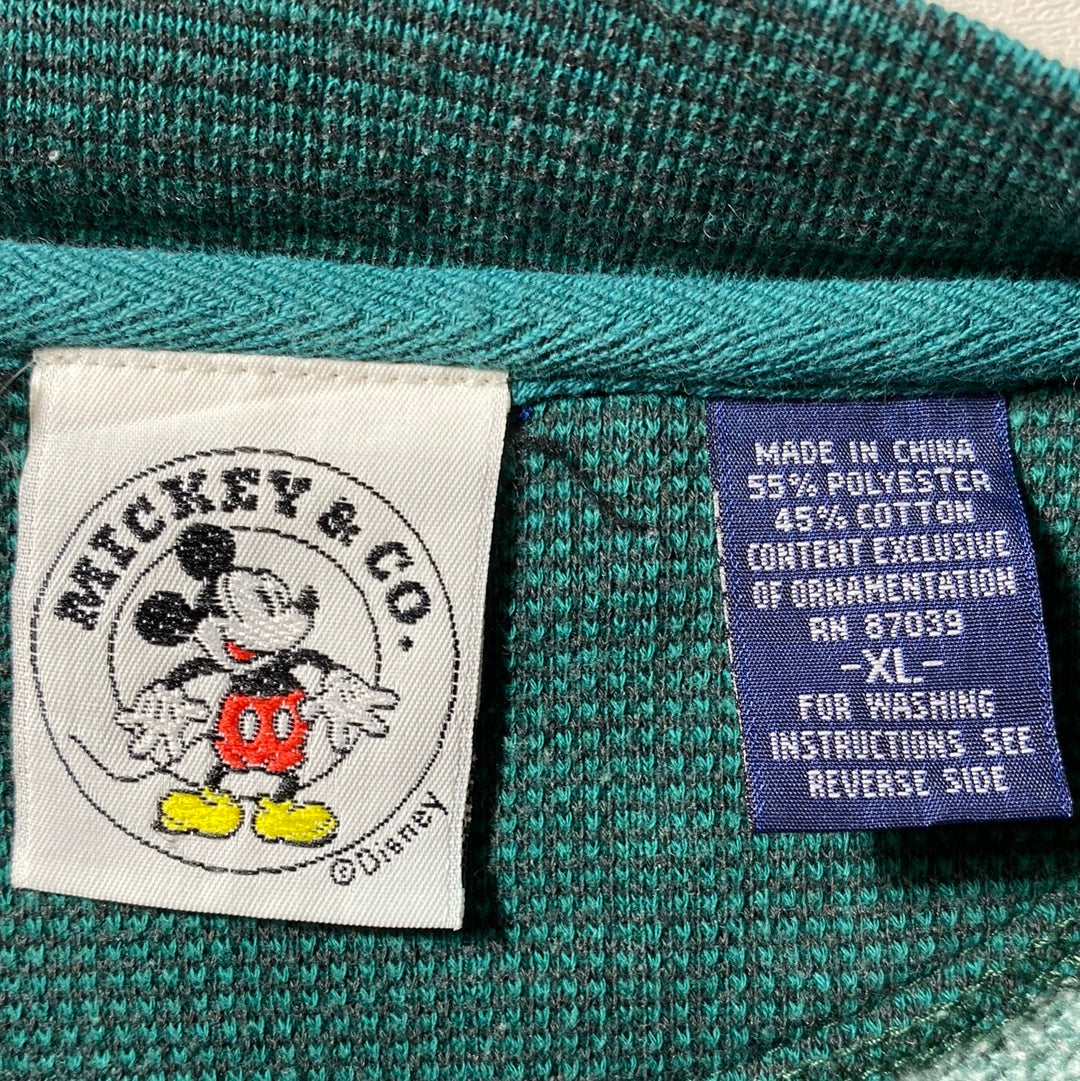 MICKEY & CO.
©Disney
MADE IN CHINA
55% POLYESTER
45% COTTON
CONTENT EXCLUSIVE
OF ORNAMENTATION
RN 87039
-XL-
FOR WASHING
INSTRUCTIONS SEE
REVERSE SIDE